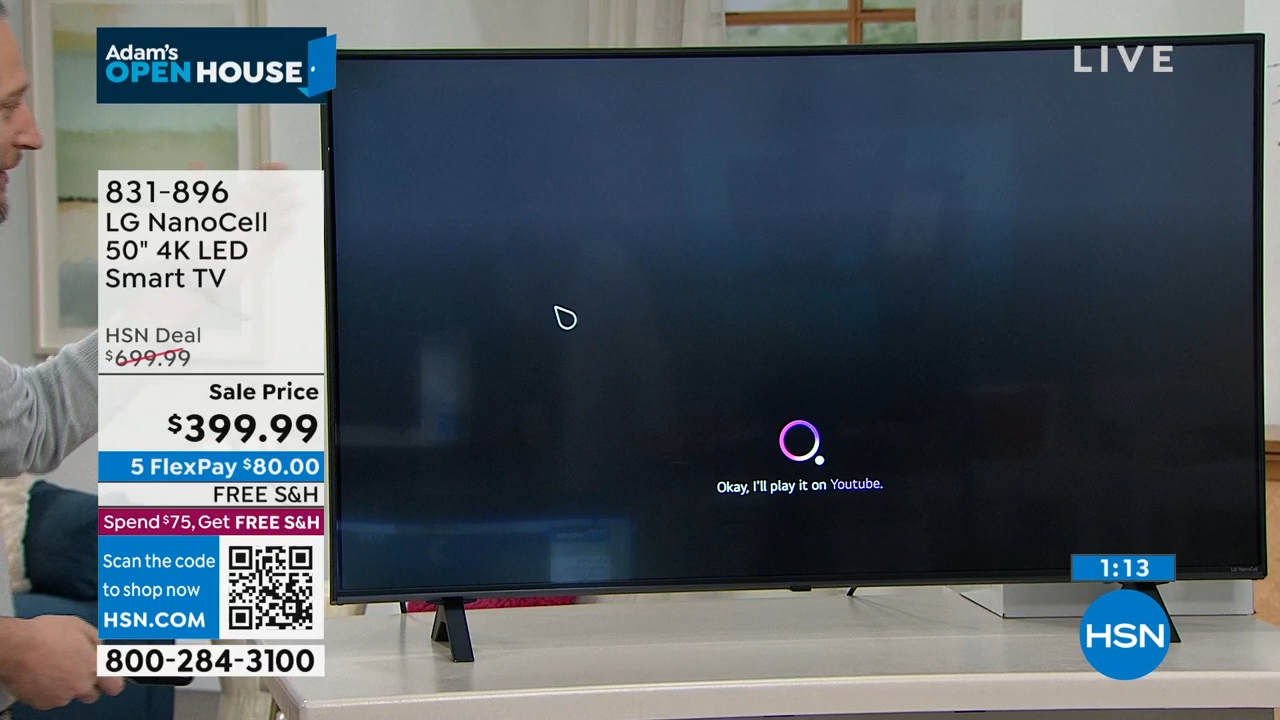 Adam's
OPEN HOUSE
LIVE
831-896
LG NanoCell
50" 4K LED
Smart TV
HSN Deal
$699.99
Sale Price
$399.99
5 FlexPay $80.00
FREE S&H
Spend $75, Get FREE S&H
Scan the code
to shop now
HSN.COM
800-284-3100
Okay, I'll play it on Youtube.
LG NanoCell
1:13
HSN